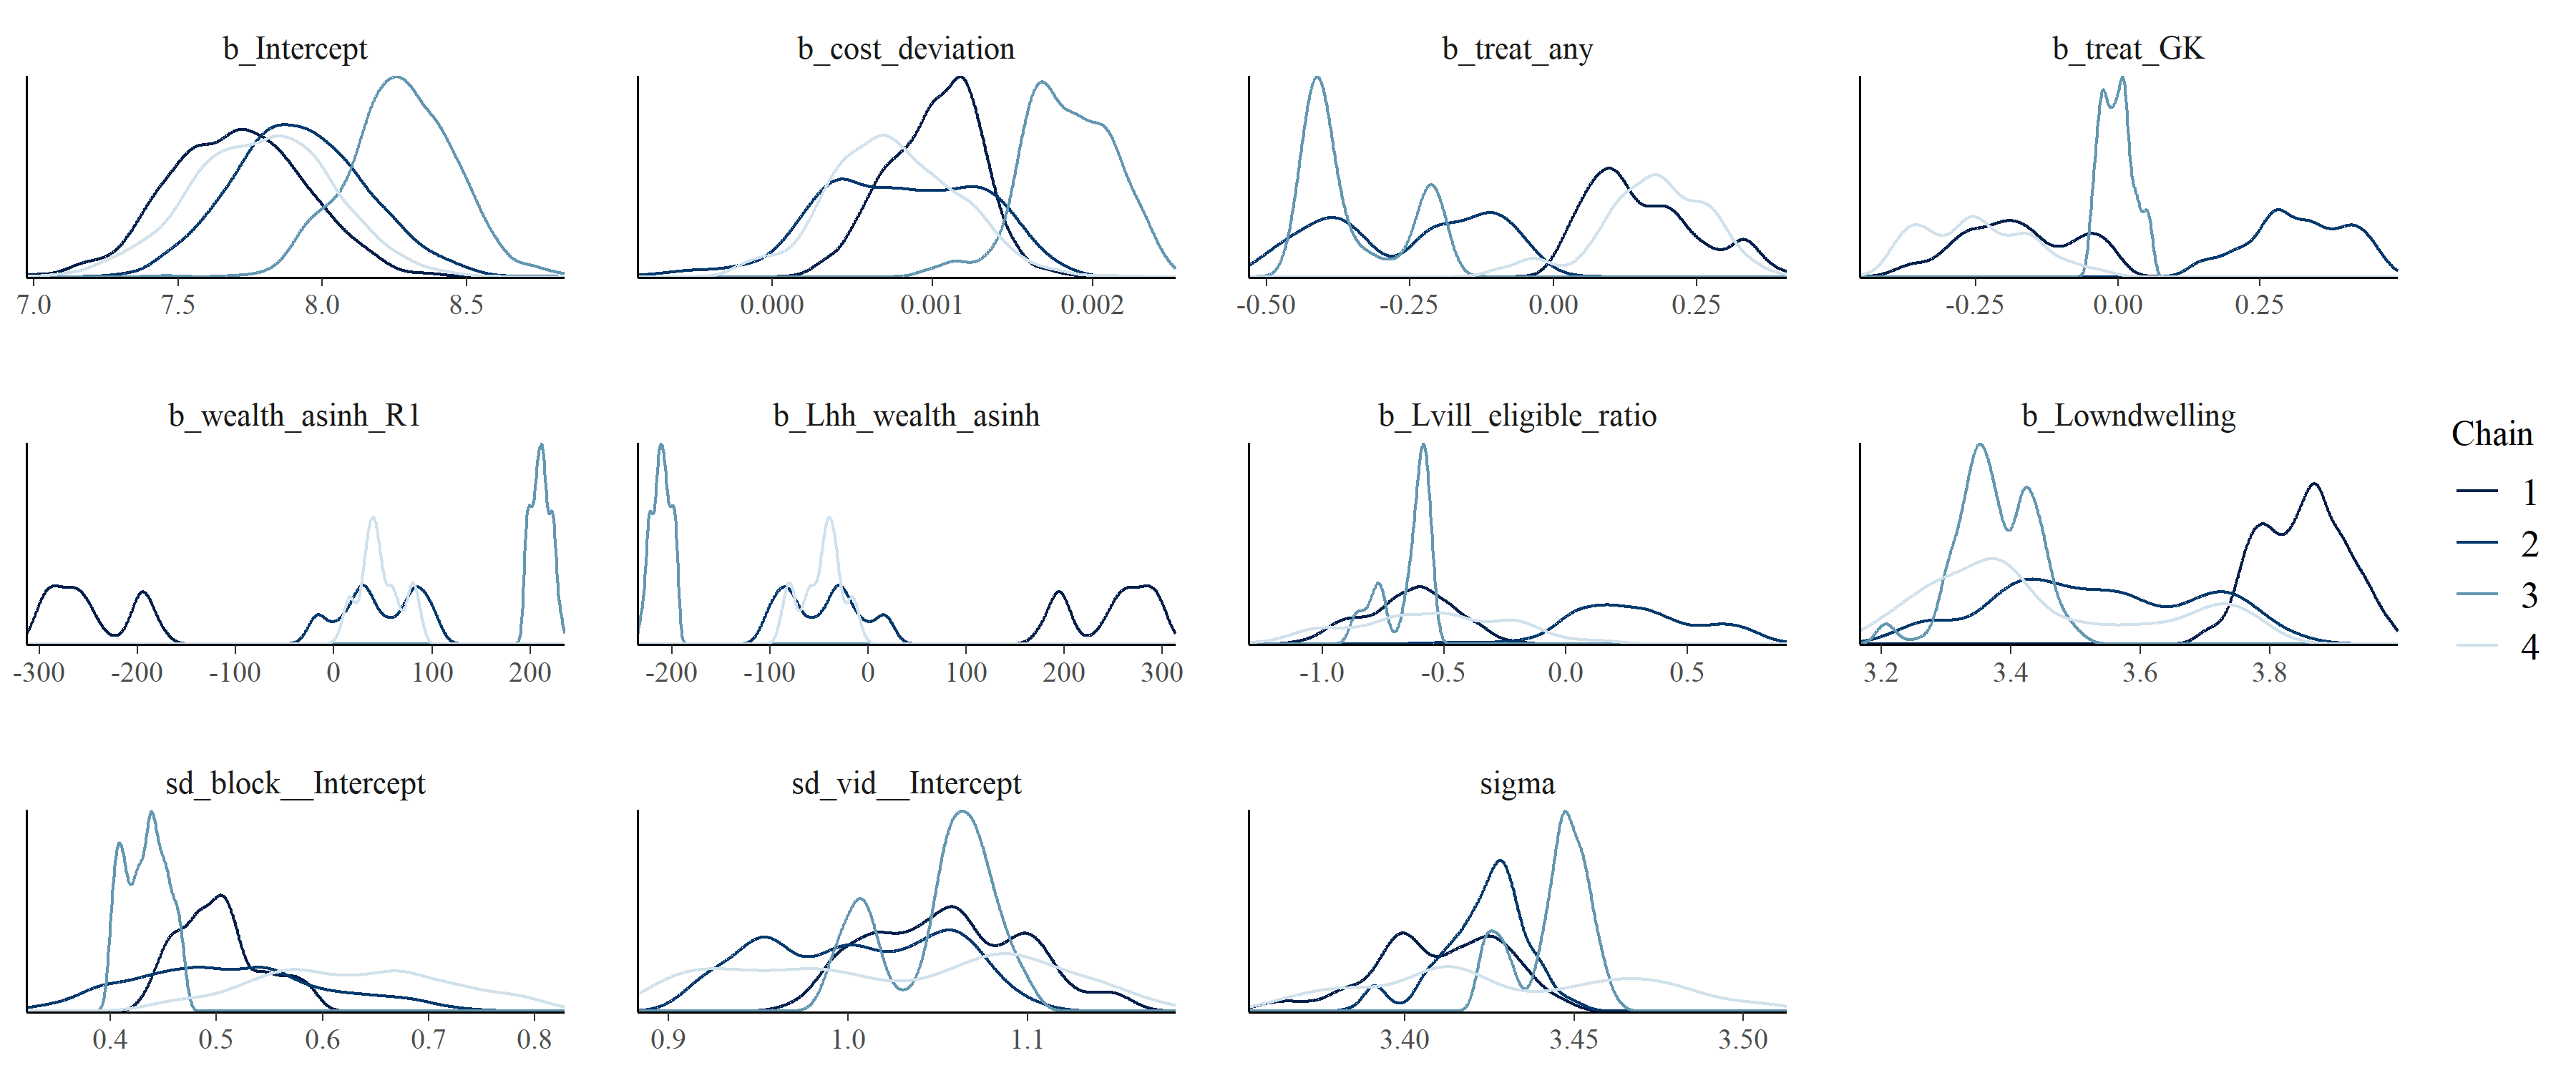 b_Intercept
b_cost_deviation
b_treat_any
b_treat_GK
7.0 7.5 8.0 8.5
0.000 0.001 0.002
-0.50 -0.25 0.00 0.25
-0.25 0.00 0.25
b_wealth_asinh_R1
b_Lhh_wealth_asinh
b_Lvill_eligible_ratio
b_Lowndwelling
-300 -200 -100 0 100 200
-200 -100 0 100 200 300
-1.0 -0.5 0.0 0.5
3.2 3.4 3.6 3.8
Chain
1
2
3
4
sd_block__Intercept
sd_vid__Intercept
sigma
0.4 0.5 0.6 0.7 0.8
0.9 1.0 1.1
3.40 3.45 3.50